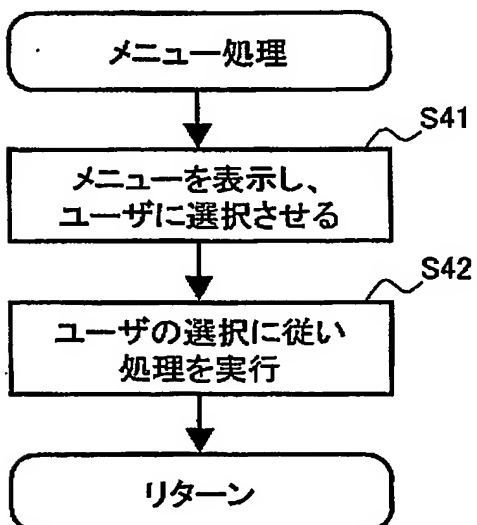 メニュー処理
S41
メニューを表示し、
ユーザに選択させる
S42
ユーザの選択に従い
処理を実行
リターン